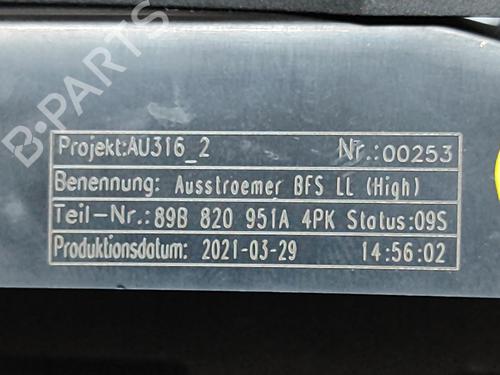 Projekt:AU316_2 Nr.:00253
Benennung: Ausstroemer BFS LL (High)
Teil-Nr.:89B 820 951A 4PK Status:09S
Produktionsdatum: 2021-03-29 14:56:02
B-PARTS